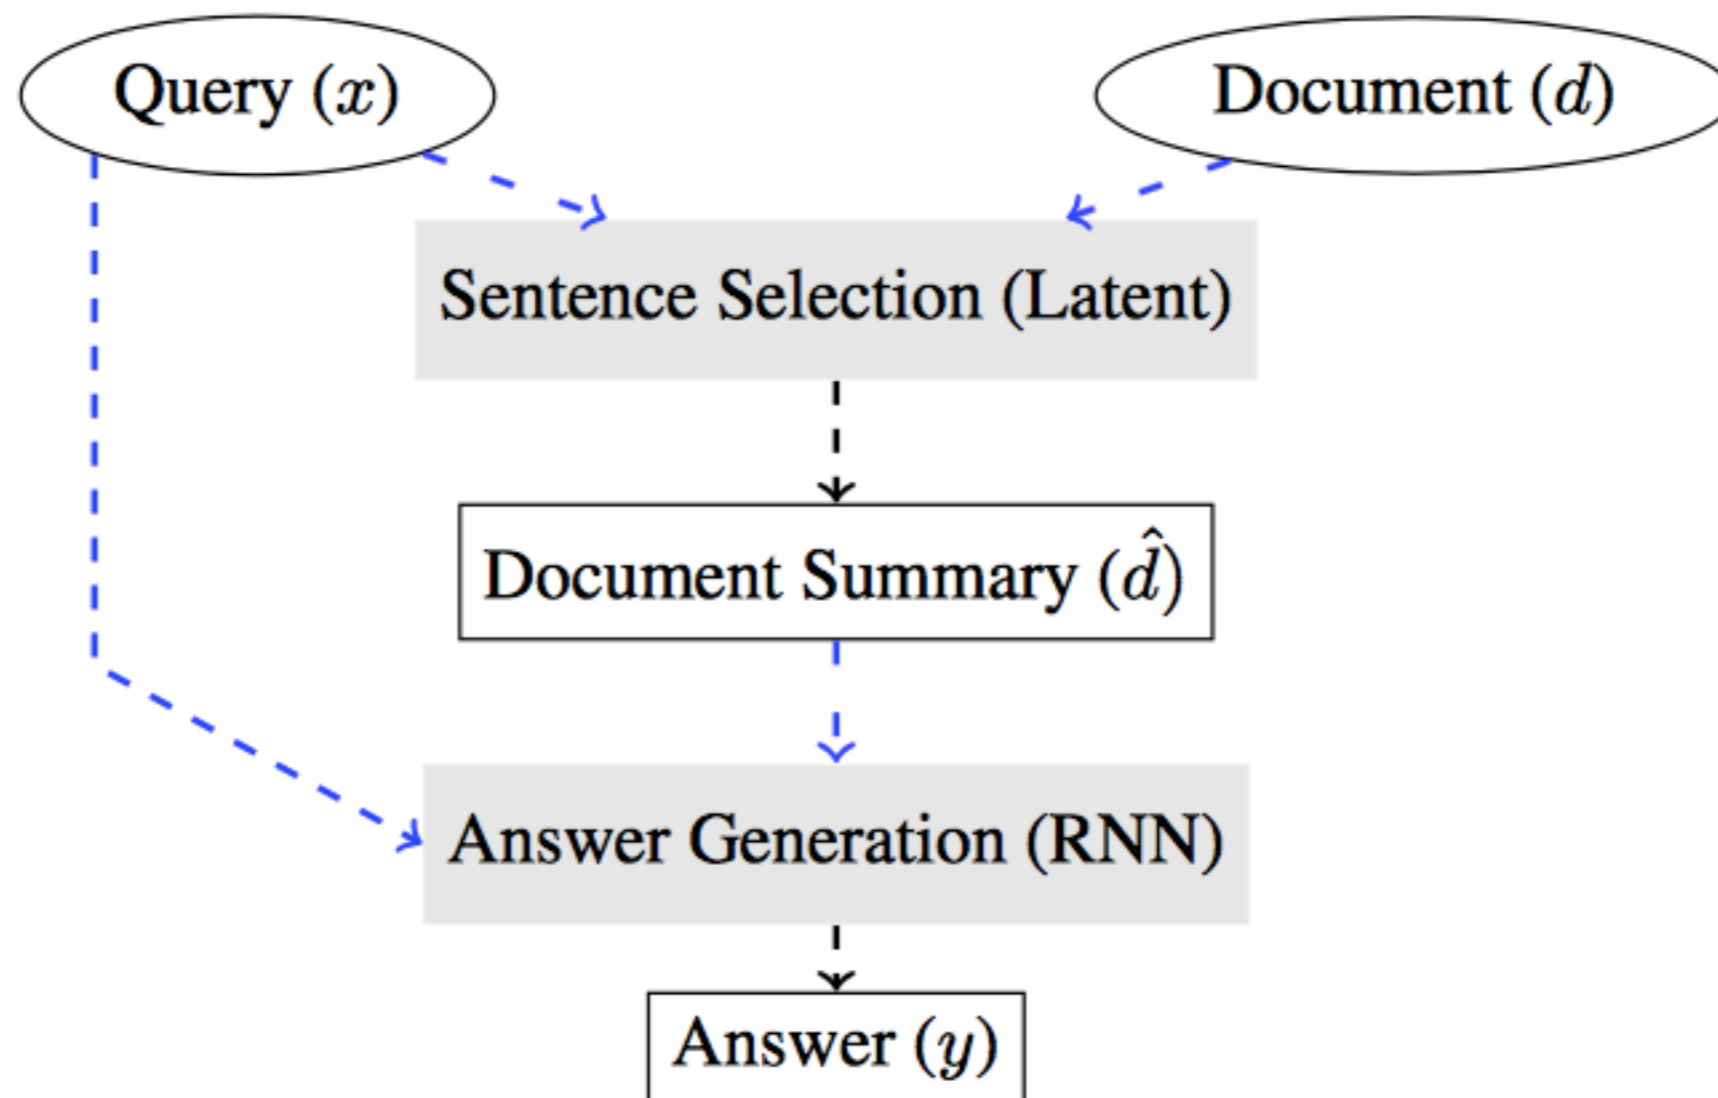 Query (x)
Document (d)
Sentence Selection (Latent)
Document Summary (d̂)
Answer Generation (RNN)
Answer (y)